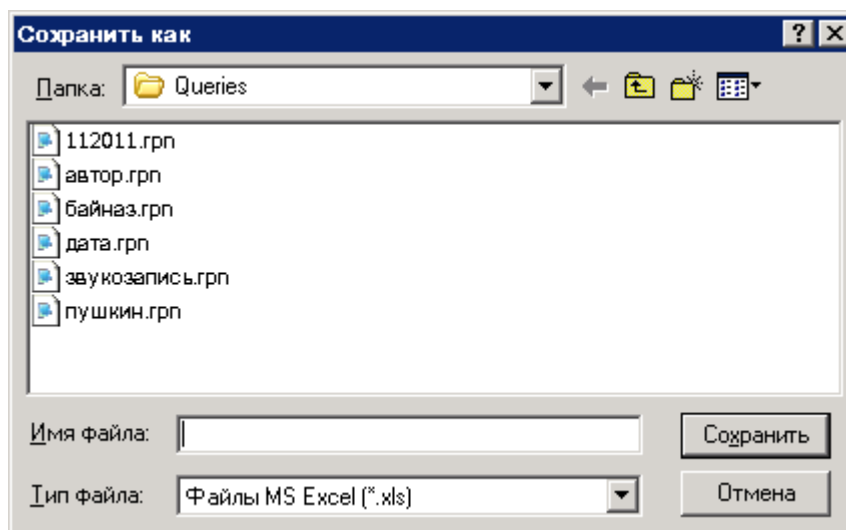 Сохранить как
Папка: Queries
112011.rpn
автор.rpn
байназ.rpn
дата.rpn
звукозапись.rpn
пушкин.rpn
Имя файла: Сохранить
Тип файла: Файлы MS Excel (*.xls) Отмена